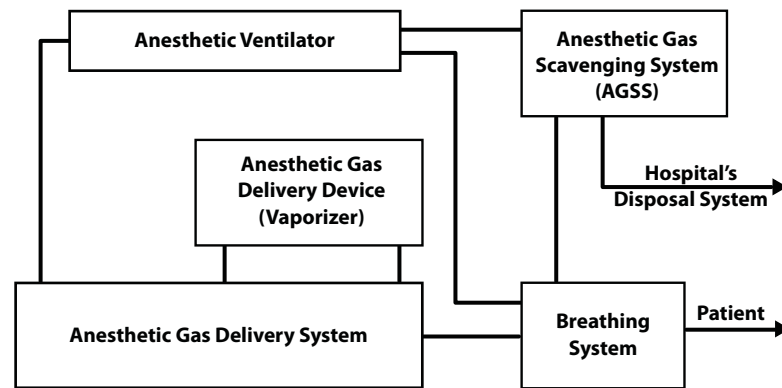 Anesthetic Ventilator
Anesthetic Gas
Scavenging System
(AGSS)
Anesthetic Gas
Delivery Device
(Vaporizer)
Hospital's
Disposal System
Anesthetic Gas Delivery System
Breathing
System
Patient